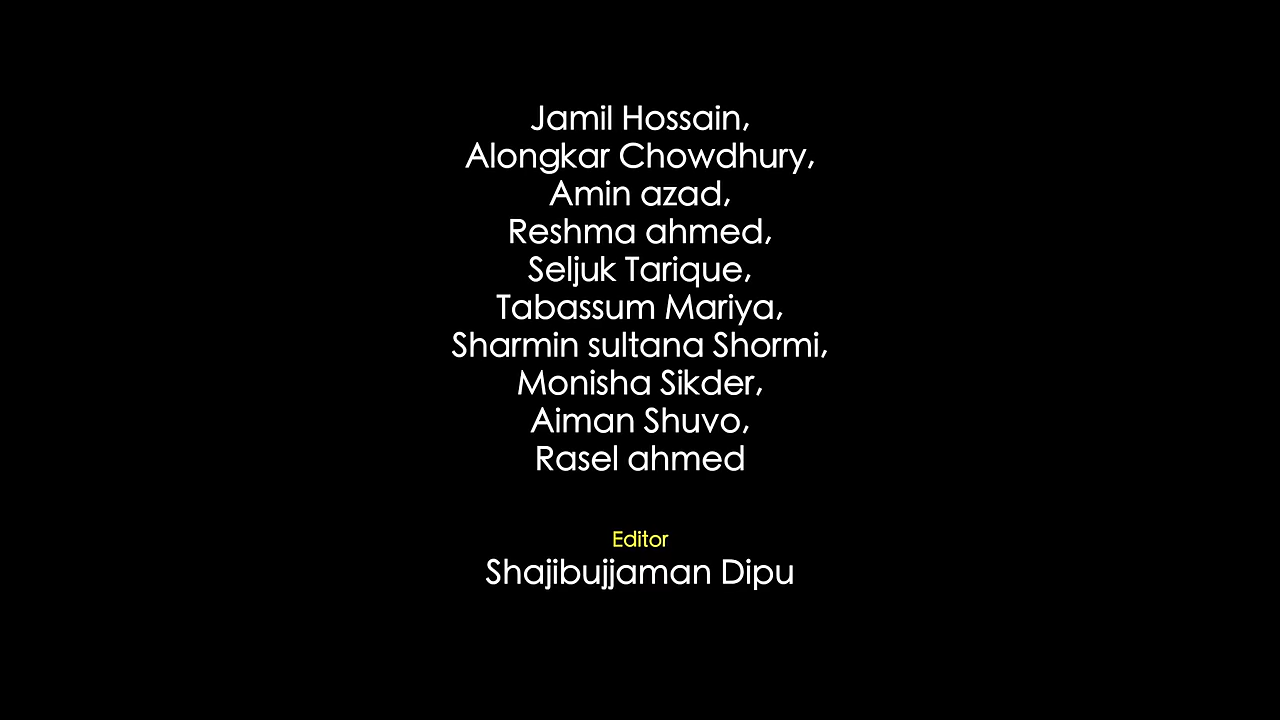 Jamil Hossain,
Alongkar Chowdhury,
Amin azad,
Reshma ahmed,
Seljuk Tarique,
Tabassum Mariya,
Sharmin sultana Shormi,
Monisha Sikder,
Aiman Shuvo,
Rasel ahmed
Editor
Shajibujjaman Dipu